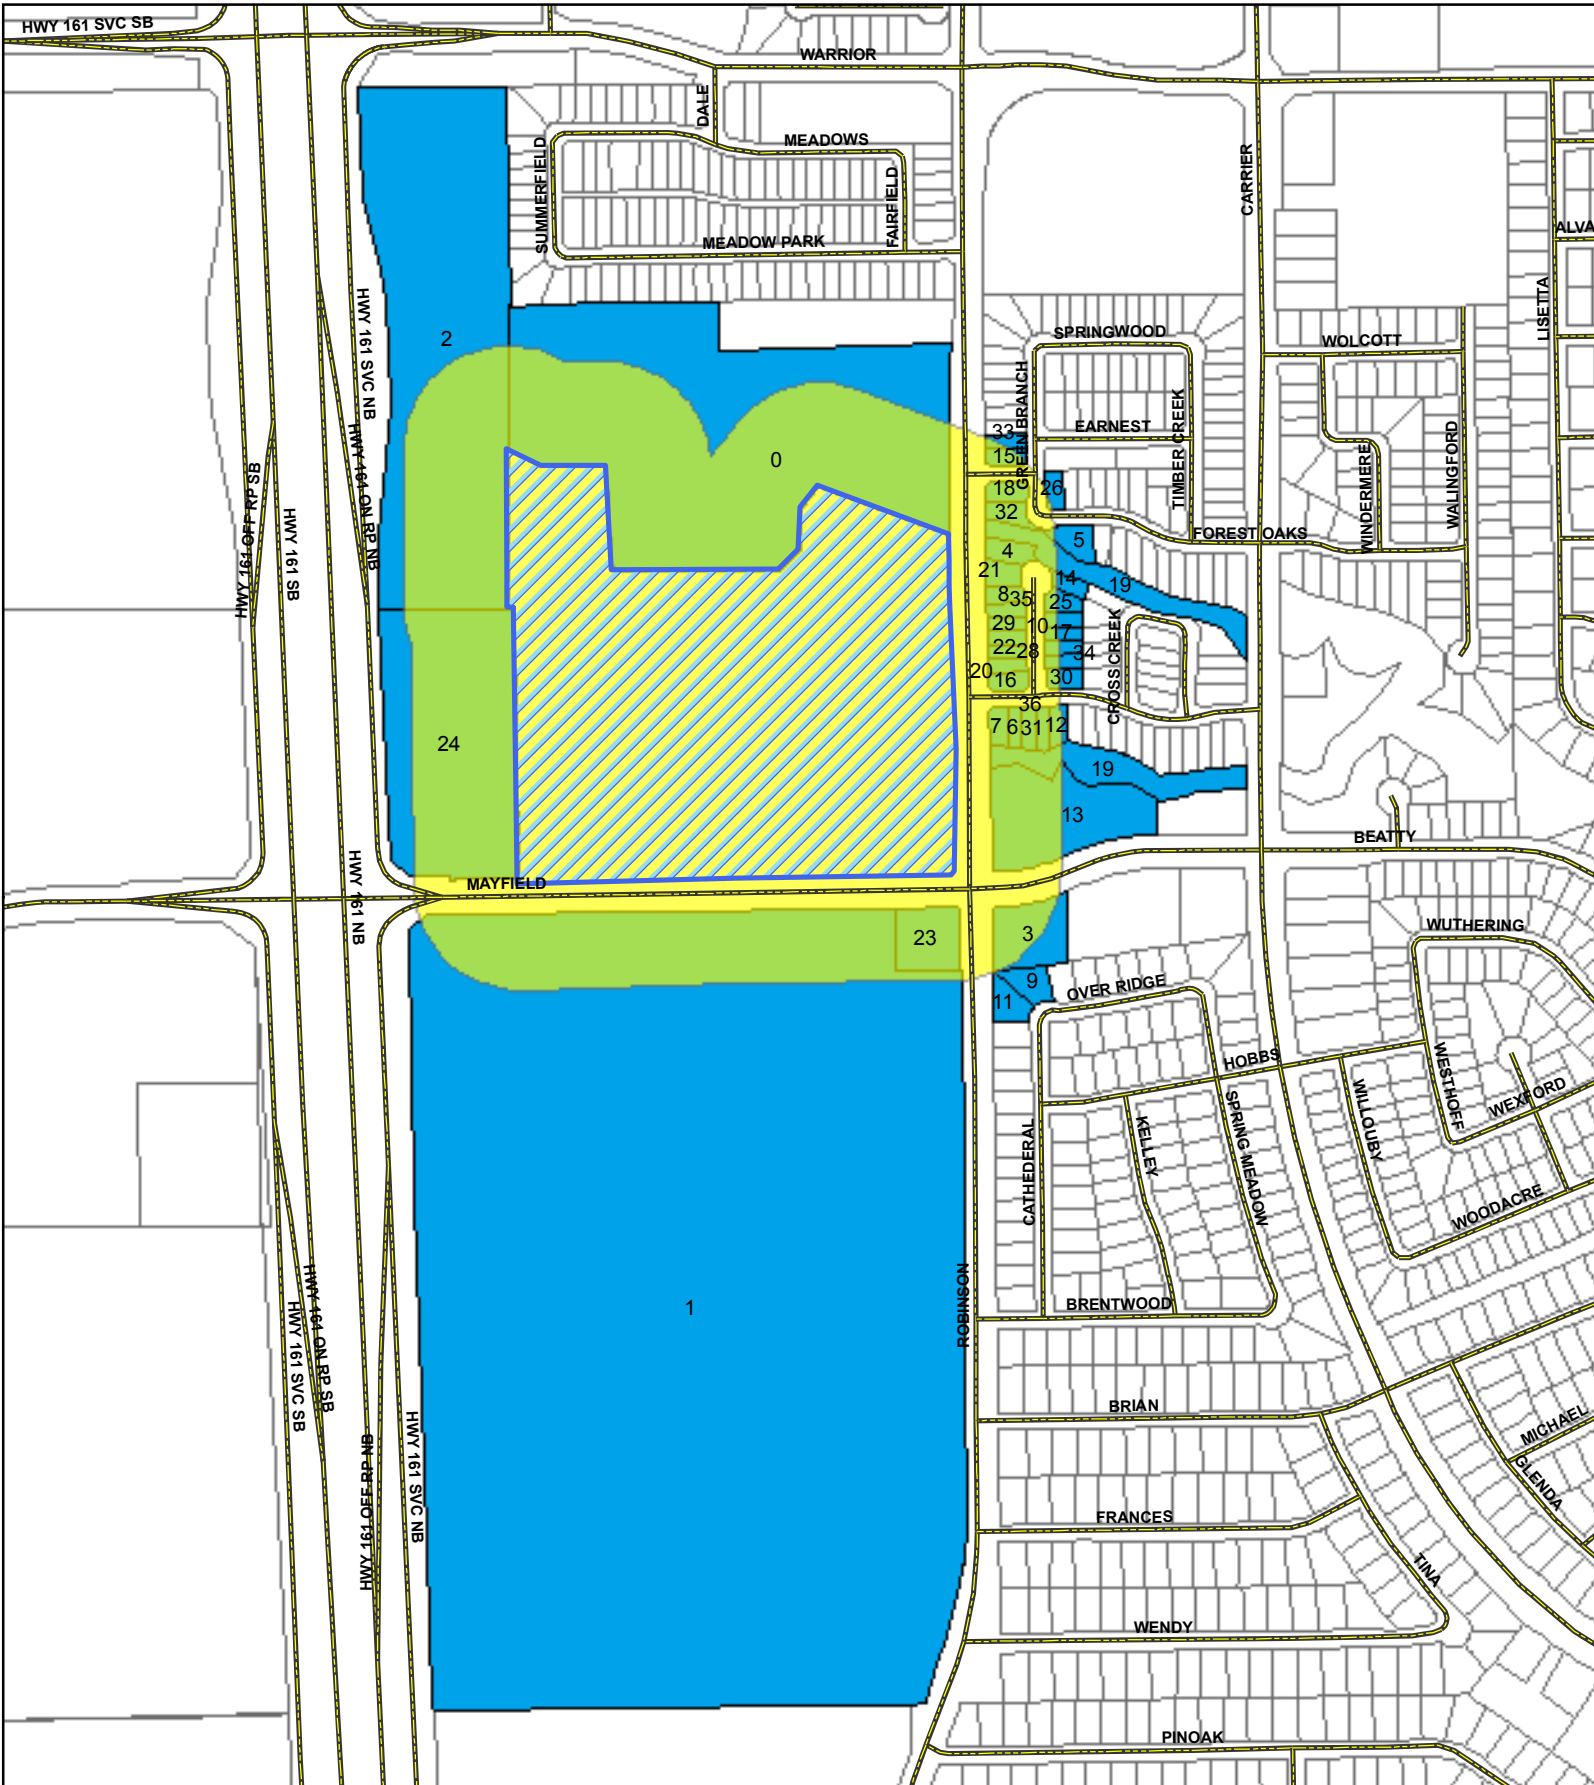 HWY 161 SVC SB
WARRIOR
DALE
MEADOWS
SUMMERFIELD
FAIRFIELD
MEADOW PARK
CARRIER
ALVA
LISETTA
HWY 161 SVC NB
2
SPRINGWOOD
WOLCOTT
GREEN BRANCH
EARNEST
TIMBER CREEK
WINDERMERE
WALINGFORD
33
15
0
HWY 161 ON RP NB
HWY 161 OFF RP SB
HWY 161 SB
18
26
32
FOREST OAKS
5
4
21
14
19
8
35
25
29
10
17
22
28
34
CROSS CREEK
20
16
30
36
7
6
31
12
24
19
13
BEATTY
MAYFIELD
HWY 161 NB
23
3
WUTHERING
9
11
OVER RIDGE
HOBBS
WESTHOFF
WEXFORD
WILLOUBY
KELLEY
SPRING MEADOW
CATHEDERAL
WOODACRE
1
ROBINSON
BRENTWOOD
HWY 161 ON RP SB
HWY 161 SVC SB
BRIAN
MICHAEL
GLENDA
HWY 161 OFF RP NB
HWY 161 SVC NB
FRANCES
TINA
WENDY
PINOAK